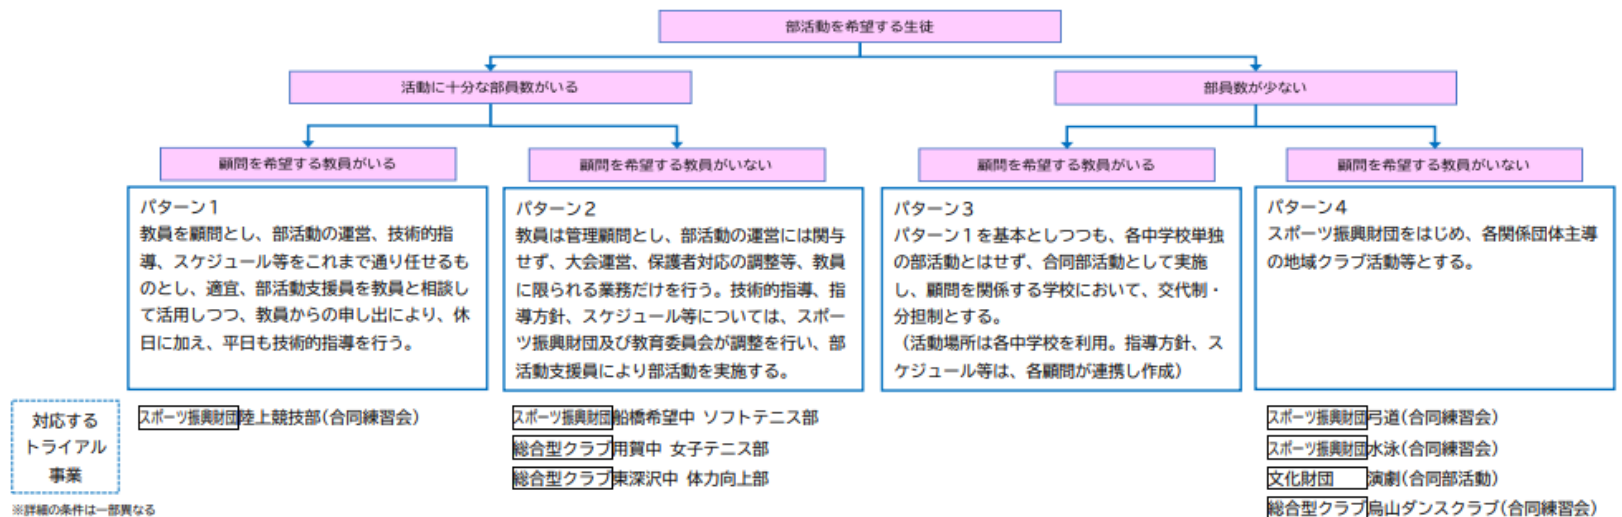 部活動を希望する生徒
活動に十分な部員数がいる
部員数が少ない
顧問を希望する教員がいる
顧問を希望する教員がいない
顧問を希望する教員がいる
顧問を希望する教員がいない
パターン1
教員を顧問とし、部活動の運営、技術的指
導、スケジュール等をこれまで通り任せるも
のとし、適宜、部活動支援員を教員と相談し
て活用しつつ、教員からの申し出により、休
日に加え、平日も技術的指導を行う。
パターン2
教員は管理顧問とし、部活動の運営には関与
せず、大会運営、保護者対応の調整等、教員
に限られる業務だけを行う。技術的指導、指
導方針、スケジュール等については、スポー
ツ振興財団及び教育委員会が調整を行い、部
活動支援員により部活動を実施する。
パターン3
パターン1を基本としつつも、各中学校単独
の部活動とはせず、合同部活動として実施
し、顧問を関係する学校において、交代制・
分担制とする。
（活動場所は各中学校を利用。指導方針、ス
ケジュール等は、各顧問が連携し作成）
パターン4
スポーツ振興財団をはじめ、各関係団体主導
の地域クラブ活動等とする。
対応する
トライアル
事業
スポーツ振興財団陸上競技部(合同練習会)
スポーツ振興財団船橋希望中 ソフトテニス部
総合型クラブ用賀中 女子テニス部
総合型クラブ東深沢中 体力向上部
スポーツ振興財団弓道(合同練習会)
スポーツ振興財団水泳(合同練習会)
文化財団 演劇(合同部活動)
総合型クラブ烏山ダンスクラブ(合同練習会)
※詳細の条件は一部異なる